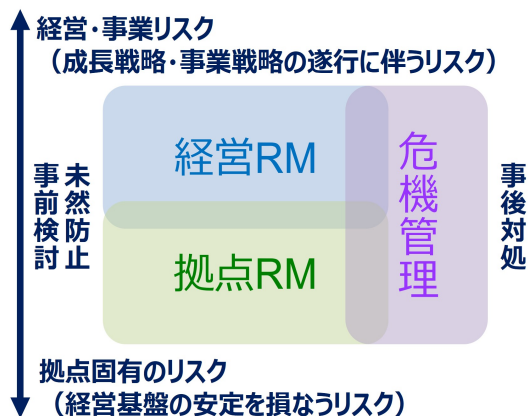 経営・事業リスク
（成長戦略・事業戦略の遂行に伴うリスク）
経営RM
危機管理
未然防止
事前検討
事後対処
拠点RM
拠点固有のリスク
（経営基盤の安定を損なうリスク）